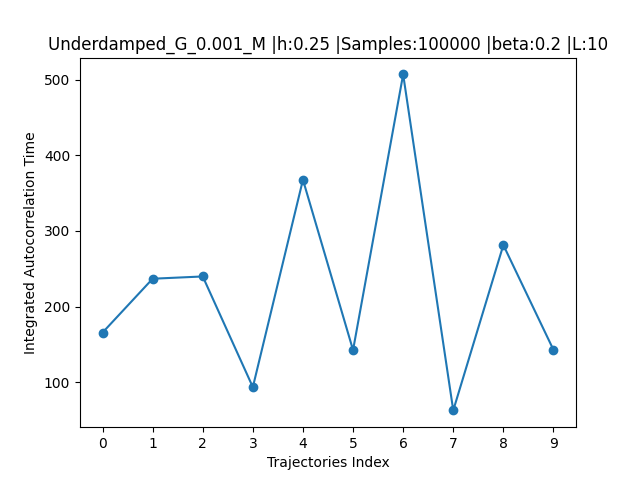 Underdamped_G_0.001_M |h:0.25 |Samples:100000 |beta:0.2 |L:10
500
400
300
200
100
Integrated Autocorrelation Time
0 1 2 3 4 5 6 7 8 9
Trajectories Index